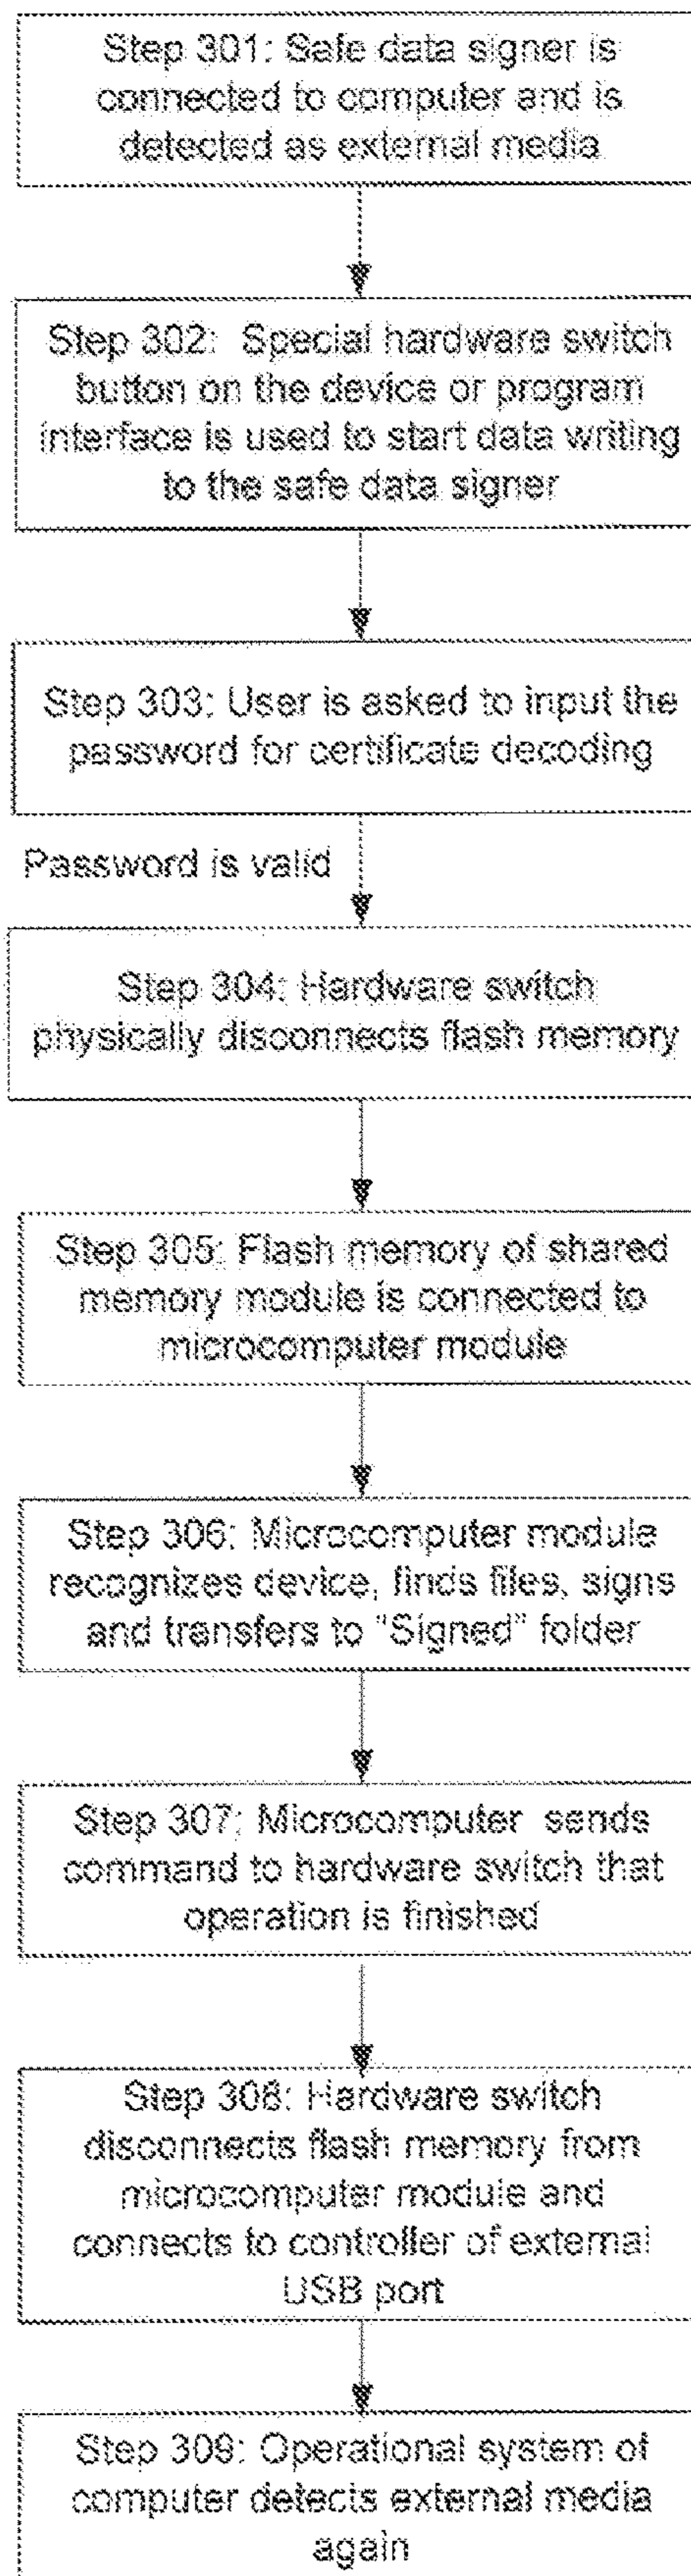 Step 301: Safe data signer is
connected to computer and is
detected as external media
Step 302: Special hardware switch
button on the device or program
interface is used to start data writing
to the safe data signer
Step 303: User is asked to input the
password for certificate decoding
Password is valid
Step 304: Hardware switch
physically disconnects flash memory
Step 305: Flash memory of shared
memory module is connected to
microcomputer module
Step 306: Microcomputer module
recognizes device, finds files, signs
and transfers to "Signed" folder
Step 307: Microcomputer sends
command to hardware switch that
operation is finished
Step 308: Hardware switch
disconnects flash memory from
microcomputer module and
connects to controller of external
USB port
Step 309: Operational system of
computer detects external media
again